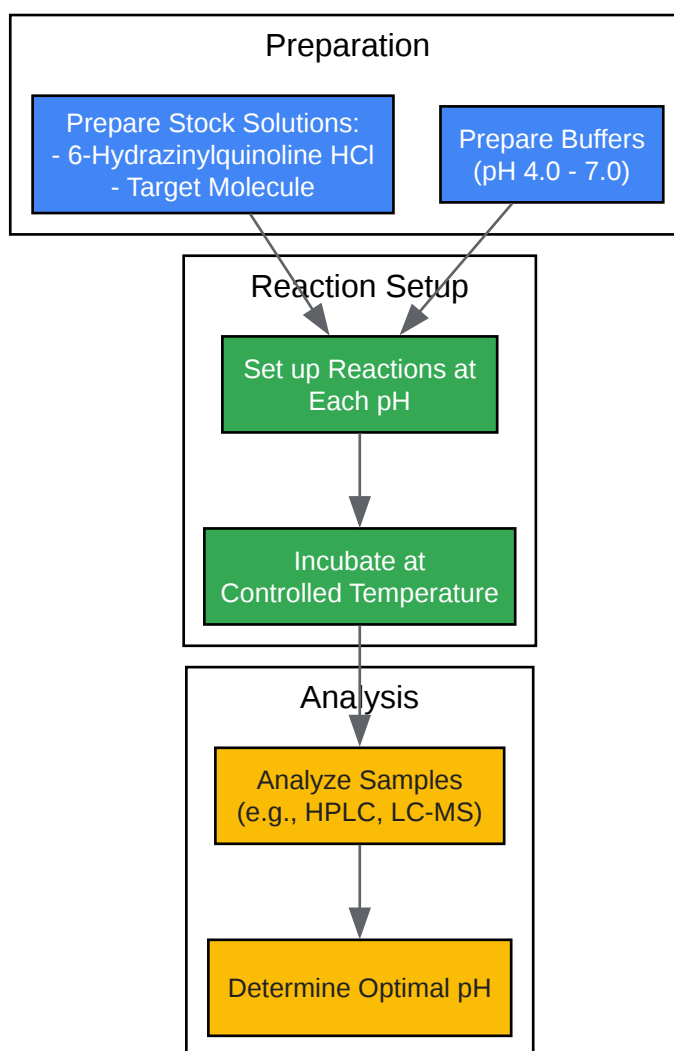 Preparation
Prepare Stock Solutions:
- 6-Hydrazinylquinoline HCl
- Target Molecule
Prepare Buffers
(pH 4.0 - 7.0)
Reaction Setup
Set up Reactions at
Each pH
Incubate at
Controlled Temperature
Analysis
Analyze Samples
(e.g., HPLC, LC-MS)
Determine Optimal pH